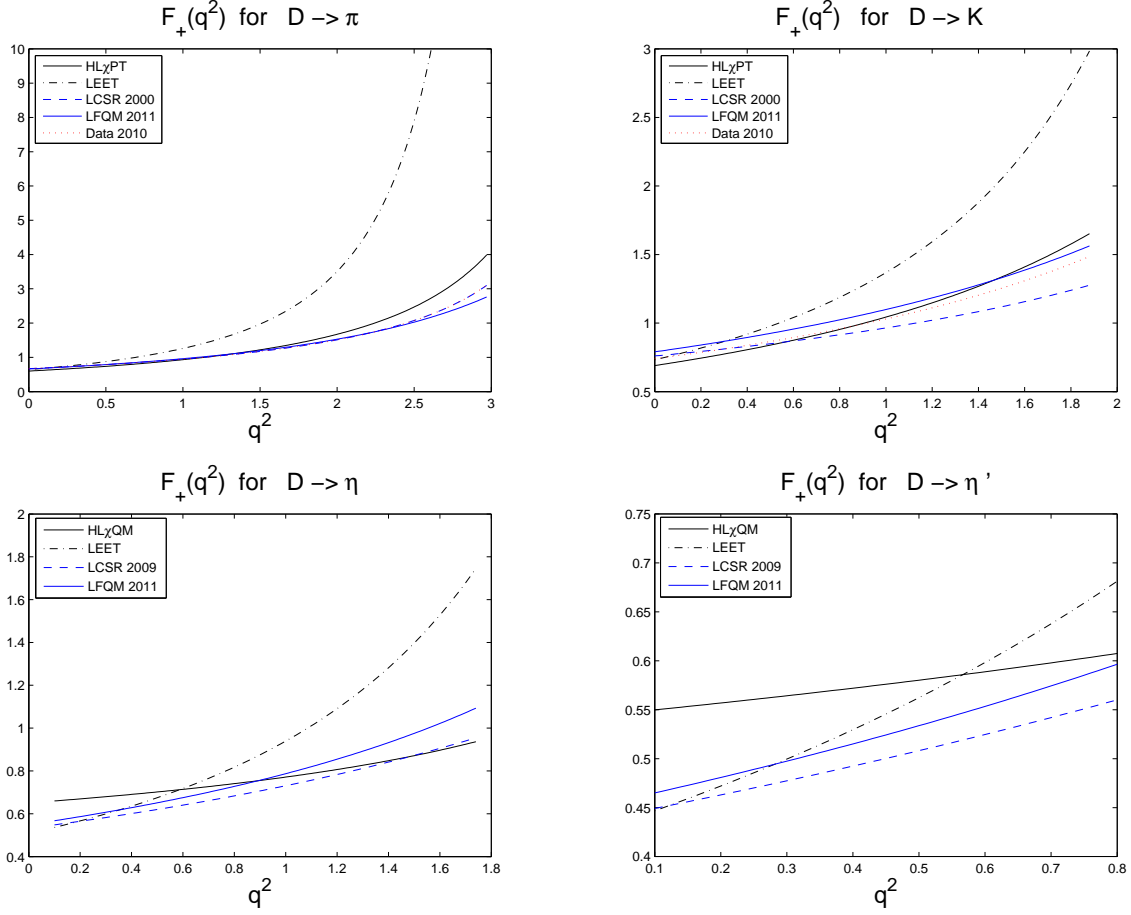 F+(q²) for D −> π
10
9
8
7
6
5
4
3
2
1
0
HLχPT
LEET
LCSR 2000
LFQM 2011
Data 2010
0 0.5 1 1.5 2 2.5 3
q²
F+(q²) for D −> K
3
2.5
2
1.5
1
0.5
HLχPT
LEET
LCSR 2000
LFQM 2011
Data 2010
0 0.2 0.4 0.6 0.8 1 1.2 1.4 1.6 1.8 2
q²
F+(q²) for D −> η
2
1.8
1.6
1.4
1.2
1
0.8
0.6
0.4
HLχQM
LEET
LCSR 2009
LFQM 2011
0 0.2 0.4 0.6 0.8 1 1.2 1.4 1.6 1.8
q²
F+(q²) for D −> η '
0.75
0.7
0.65
0.6
0.55
0.5
0.45
0.4
HLχQM
LEET
LCSR 2009
LFQM 2011
0.1 0.2 0.3 0.4 0.5 0.6 0.7 0.8
q²